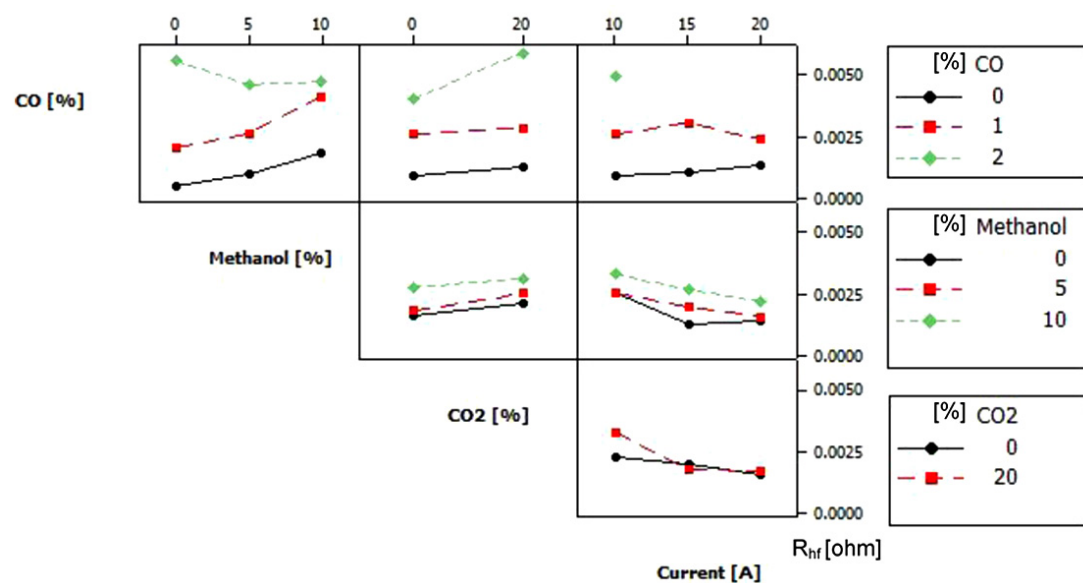 0 5 10 0 20 10 15 20
0.0050
0.0025
0.0000
CO [%]
[%] CO
0
1
2
0.0050
0.0025
0.0000
Methanol [%]
[%] Methanol
0
5
10
0.0050
0.0025
0.0000
CO2 [%]
[%] CO2
0
20
Rhf [ohm]
Current [A]